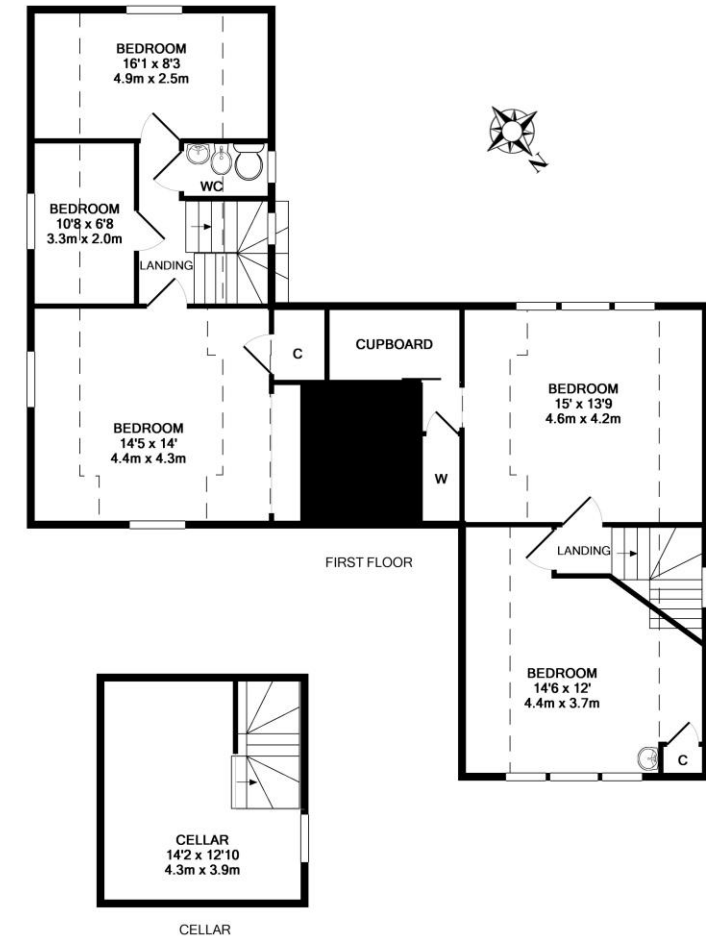 BEDROOM
16'1 x 8'3
4.9m x 2.5m
N
WC
BEDROOM
10'8 x 6'8
3.3m x 2.0m
LANDING
C
CUPBOARD
BEDROOM
15' x 13'9
4.6m x 4.2m
BEDROOM
14'5 x 14'
4.4m x 4.3m
W
FIRST FLOOR
LANDING
BEDROOM
14'6 x 12'
4.4m x 3.7m
C
CELLAR
14'2 x 12'10
4.3m x 3.9m
CELLAR